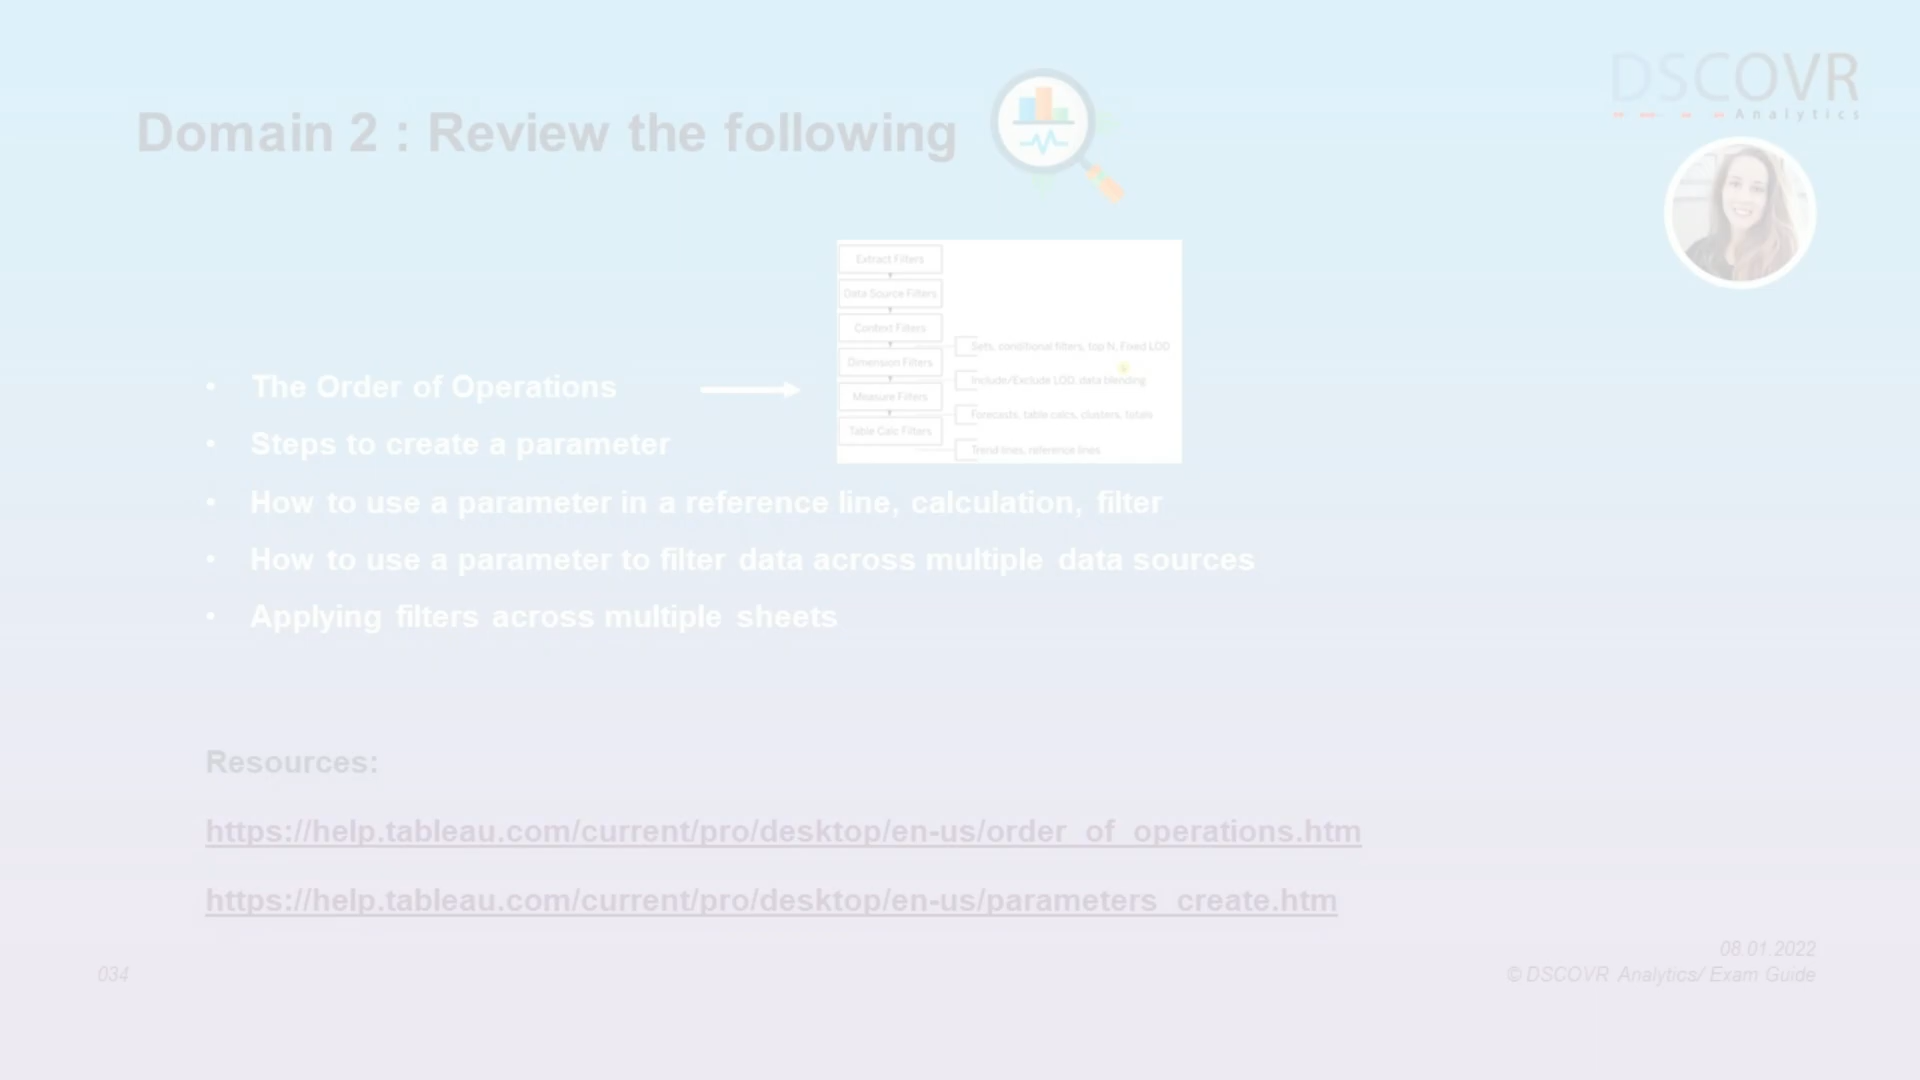 Domain 2 : Review the following
DSCOVR
Analytics
Extract Filters
Data Source Filters
Context Filters
Sets, conditional filters, top N, Fixed LOD
Dimension Filters
Include/Exclude LOD, data blending
Measure Filters
Forecasts, table calcs, clusters, totals
Table Calc Filters
Trend lines, reference lines
• The Order of Operations
• Steps to create a parameter
• How to use a parameter in a reference line, calculation, filter
• How to use a parameter to filter data across multiple data sources
• Applying filters across multiple sheets
Resources:
https://help.tableau.com/current/pro/desktop/en-us/order_of_operations.htm
https://help.tableau.com/current/pro/desktop/en-us/parameters_create.htm
08.01.2022
034
© DSCOVR Analytics/ Exam Guide